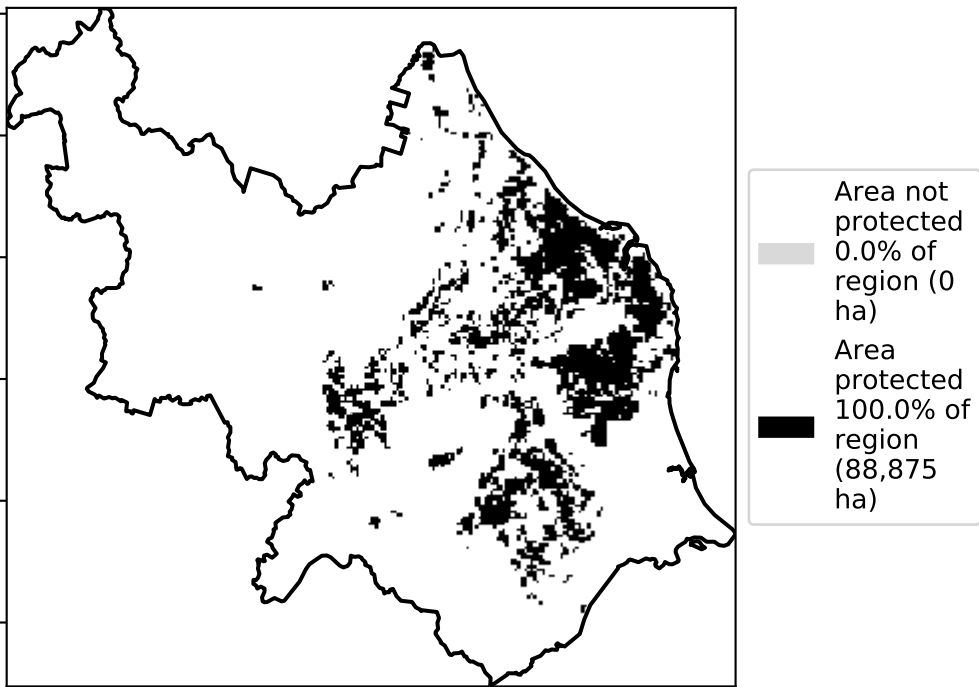 Area not
protected
0.0% of
region (0
ha)
Area
protected
100.0% of
region
(88,875
ha)